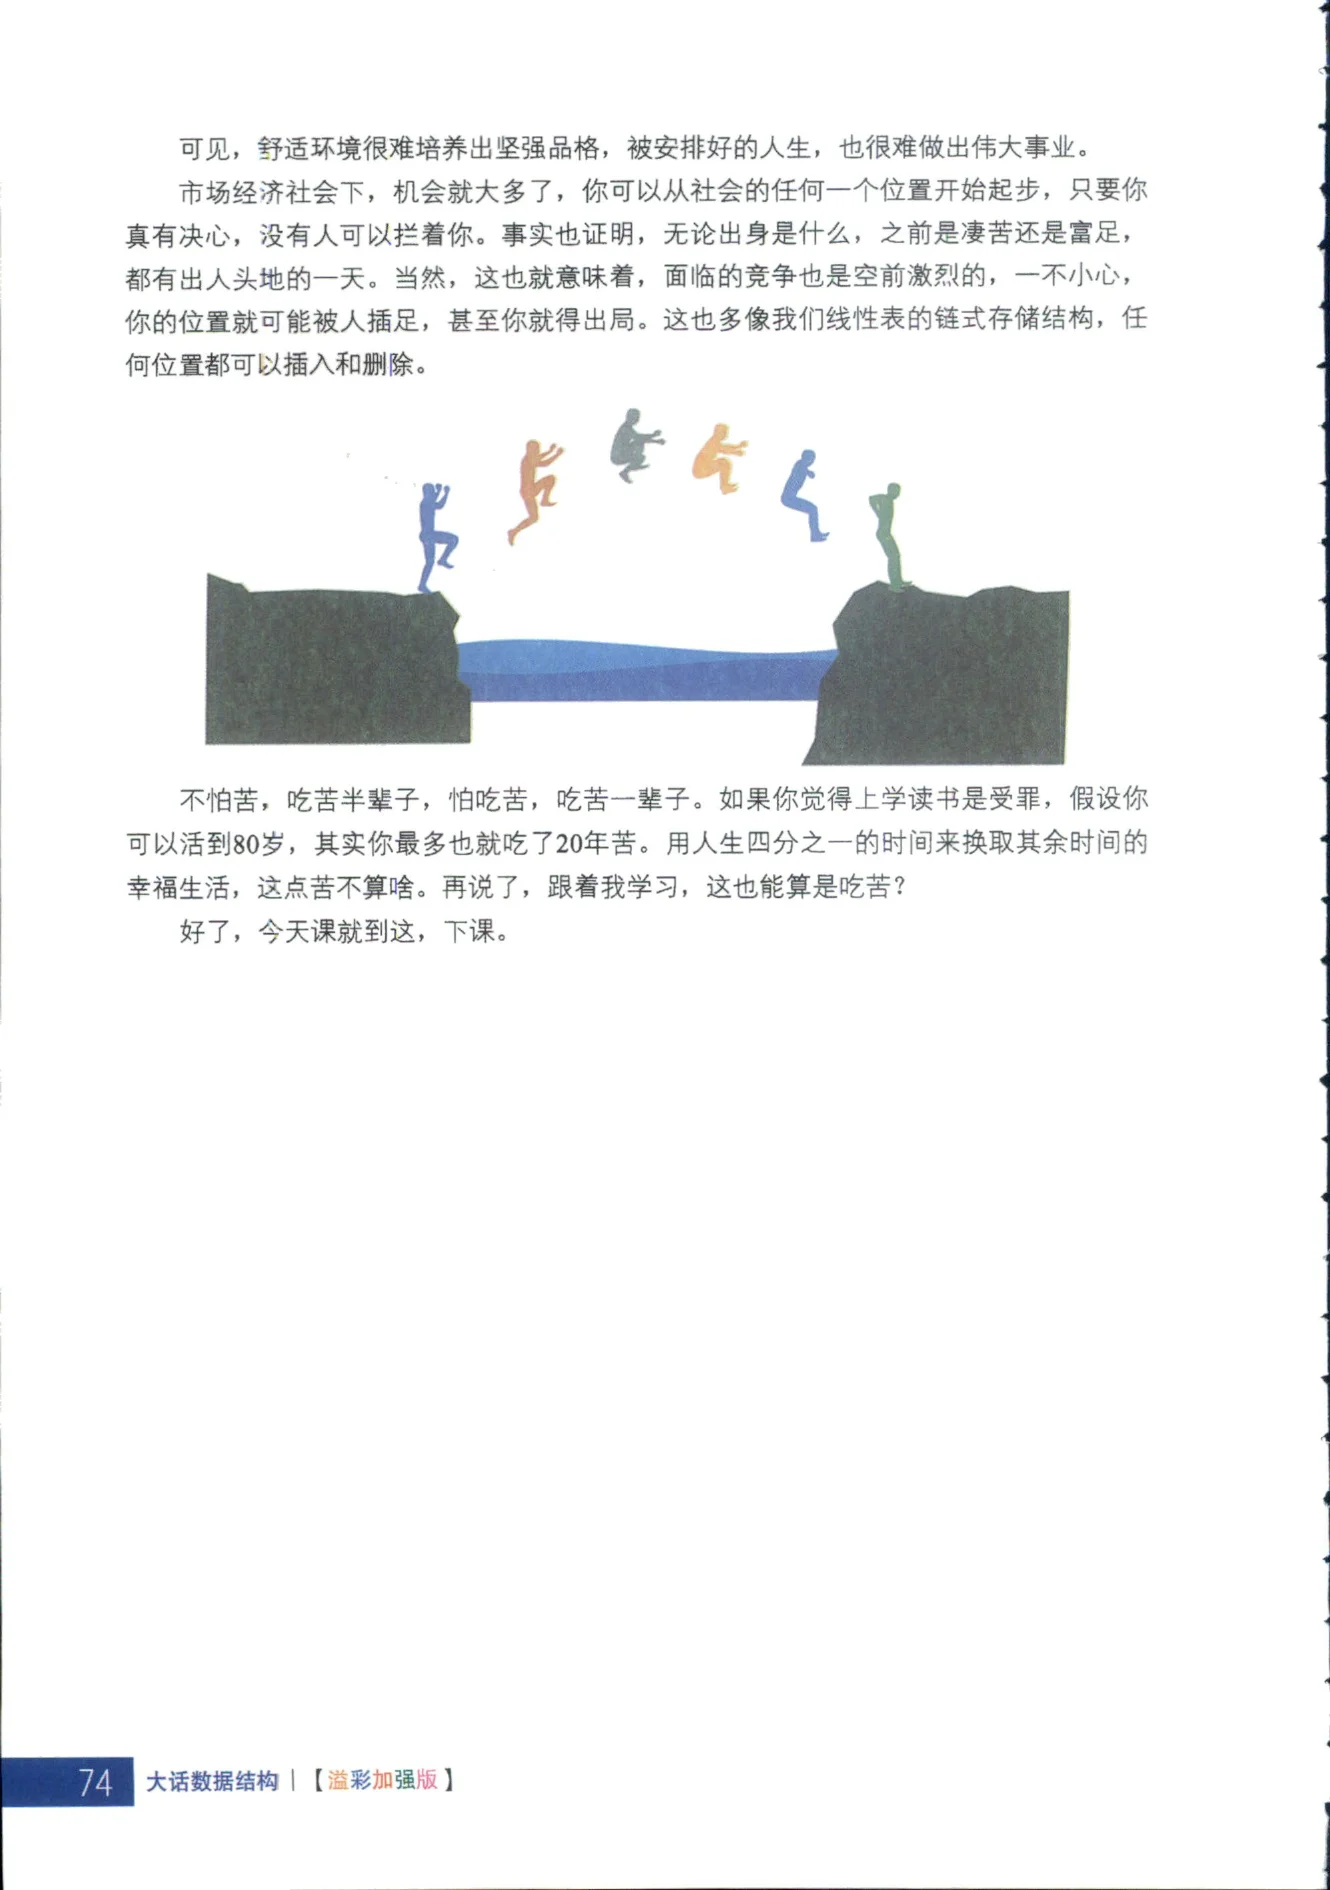 可见，舒适环境很难培养出坚强品格，被安排好的人生，也很难做出伟大事业。
市场经济社会下，机会就大多了，你可以从社会的任何一个位置开始起步，只要你
真有决心，没有人可以拦着你。事实也证明，无论出身是什么，之前是凄苦还是富足，
都有出人头地的一天。当然，这也就意味着，面临的竞争也是空前激烈的，一不小心，
你的位置就可能被人插足，甚至你就得出局。这也多像我们线性表的链式存储结构，任
何位置都可以插入和删除。
不怕苦，吃苦半辈子，怕吃苦，吃苦一辈子。如果你觉得上学读书是受罪，假设你
可以活到80岁，其实你最多也就吃了20年苦。用人生四分之一的时间来换取其余时间的
幸福生活，这点苦不算啥。再说了，跟着我学习，这也能算是吃苦？
好了，今天课就到这，下课。
74 大话数据结构 | 【溢彩加强版】